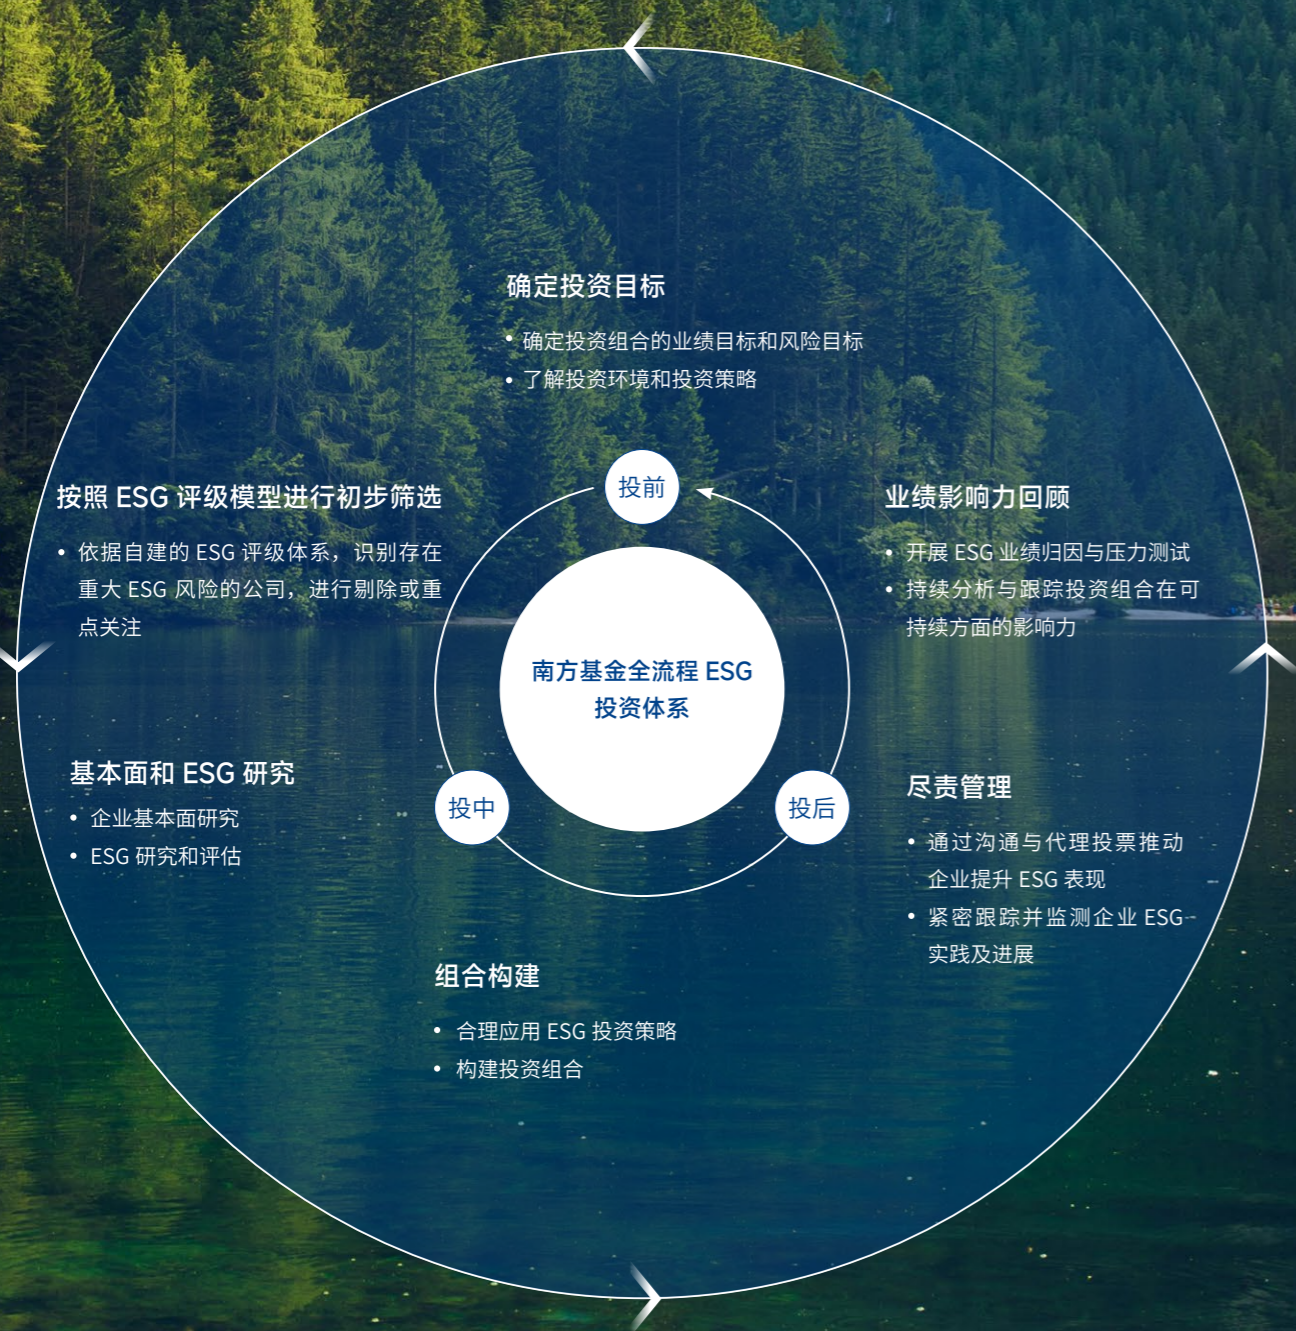 确定投资目标
• 确定投资组合的业绩目标和风险目标
• 了解投资环境和投资策略
投前
按照 ESG 评级模型进行初步筛选
• 依据自建的 ESG 评级体系，识别存在
重大 ESG 风险的公司，进行剔除或重
点关注
业绩影响力回顾
• 开展 ESG 业绩归因与压力测试
• 持续分析与跟踪投资组合在可
持续方面的影响力
南方基金全流程 ESG
投资体系
基本面和 ESG 研究
• 企业基本面研究
• ESG 研究和评估
投中
投后
尽责管理
• 通过沟通与代理投票推动
企业提升 ESG 表现
• 紧密跟踪并监测企业 ESG
实践及进展
组合构建
• 合理应用 ESG 投资策略
• 构建投资组合